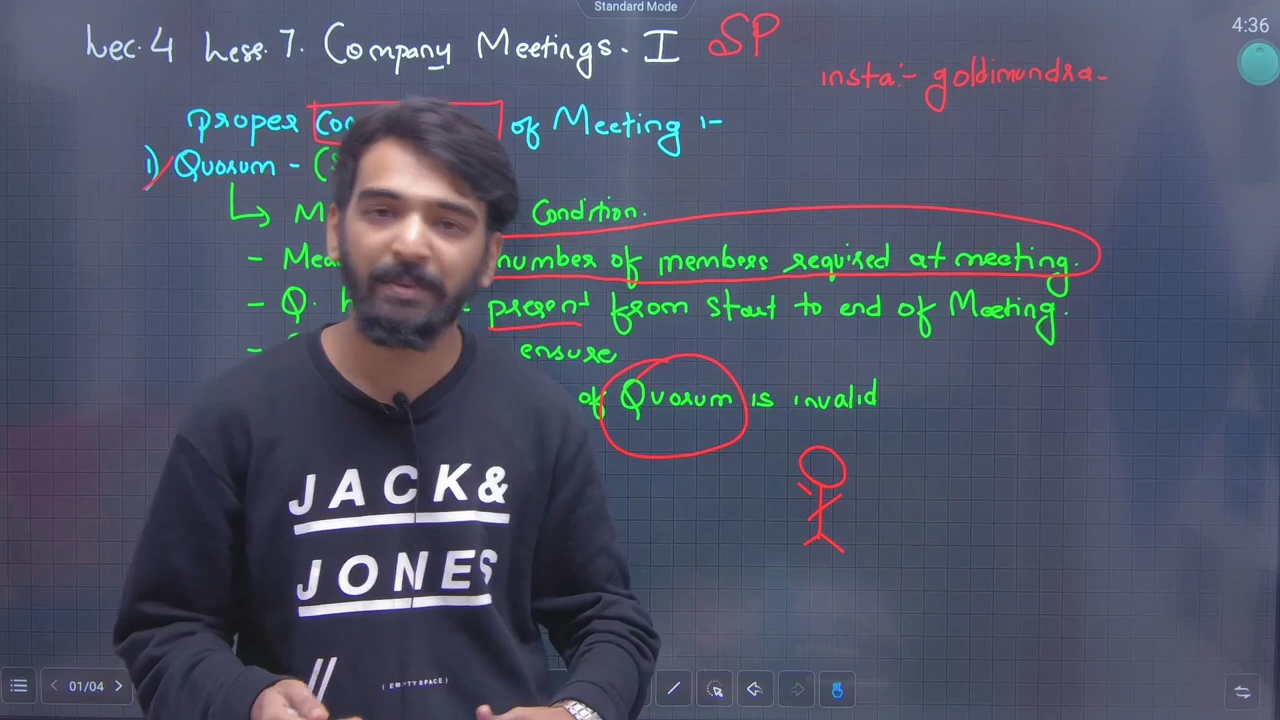 Standard Mode
4:36
Lec. 4 Less. 7. Company Meetings - I SP
insta :- goldimundra
proper of Meeting :-
1) Quorum -
Condition.
- number of members required at meeting.
- Q. present from start to end of Meeting.
- ensure
of Quorum is invalid
JACK&
JONES
01/04